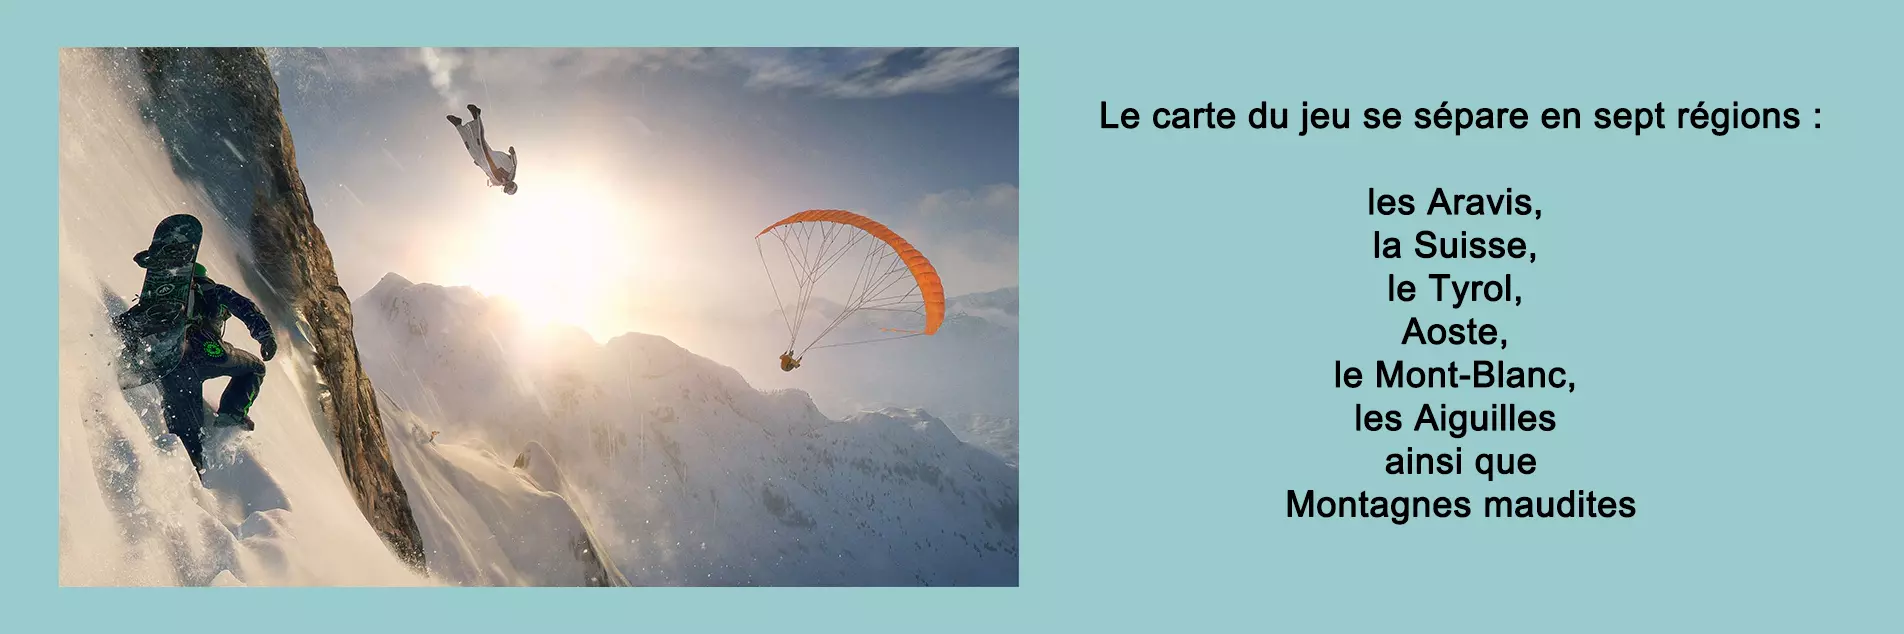 Le carte du jeu se sépare en sept régions :
les Aravis,
la Suisse,
le Tyrol,
Aoste,
le Mont-Blanc,
les Aiguilles
ainsi que
Montagnes maudites